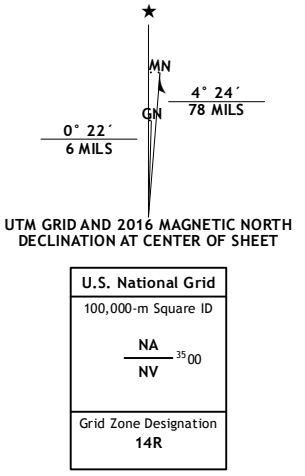 ★
MN
4° 24´
78 MILS
GN
0° 22´
6 MILS
UTM GRID AND 2016 MAGNETIC NORTH
DECLINATION AT CENTER OF SHEET
U.S. National Grid
100,000-m Square ID
NA
3500
NV
Grid Zone Designation
14R